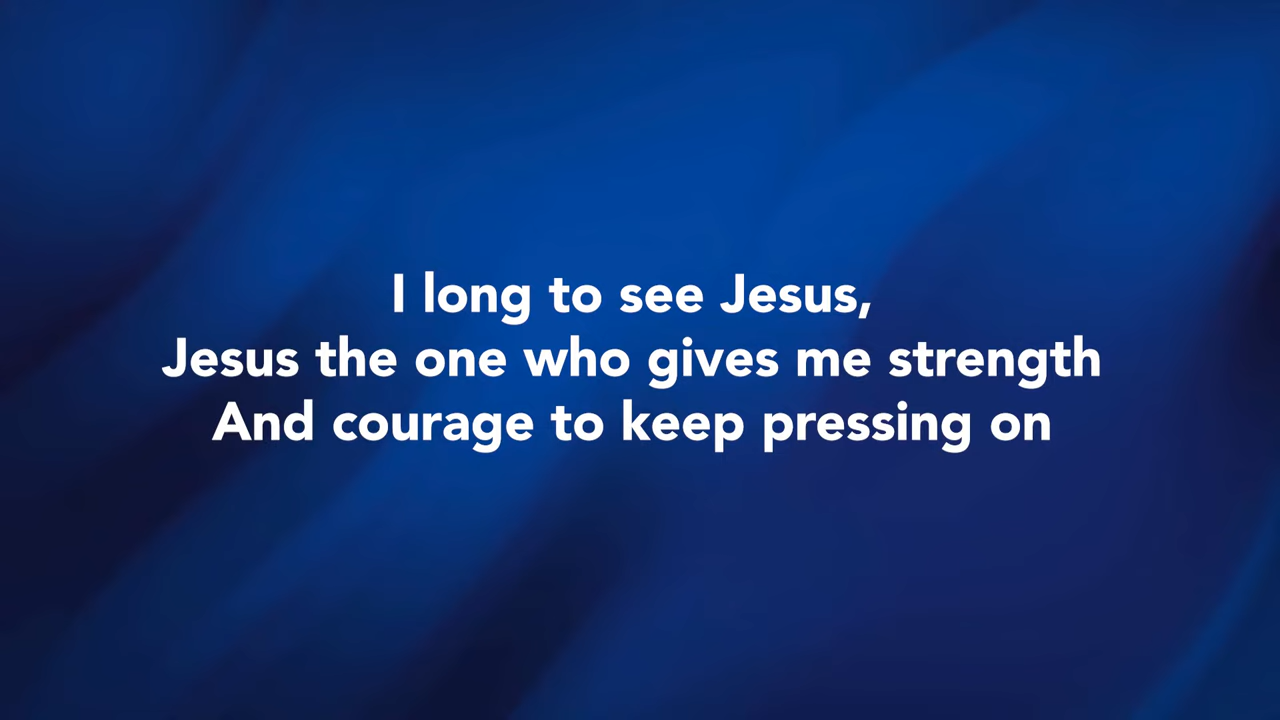 I long to see Jesus,
Jesus the one who gives me strength
And courage to keep pressing on